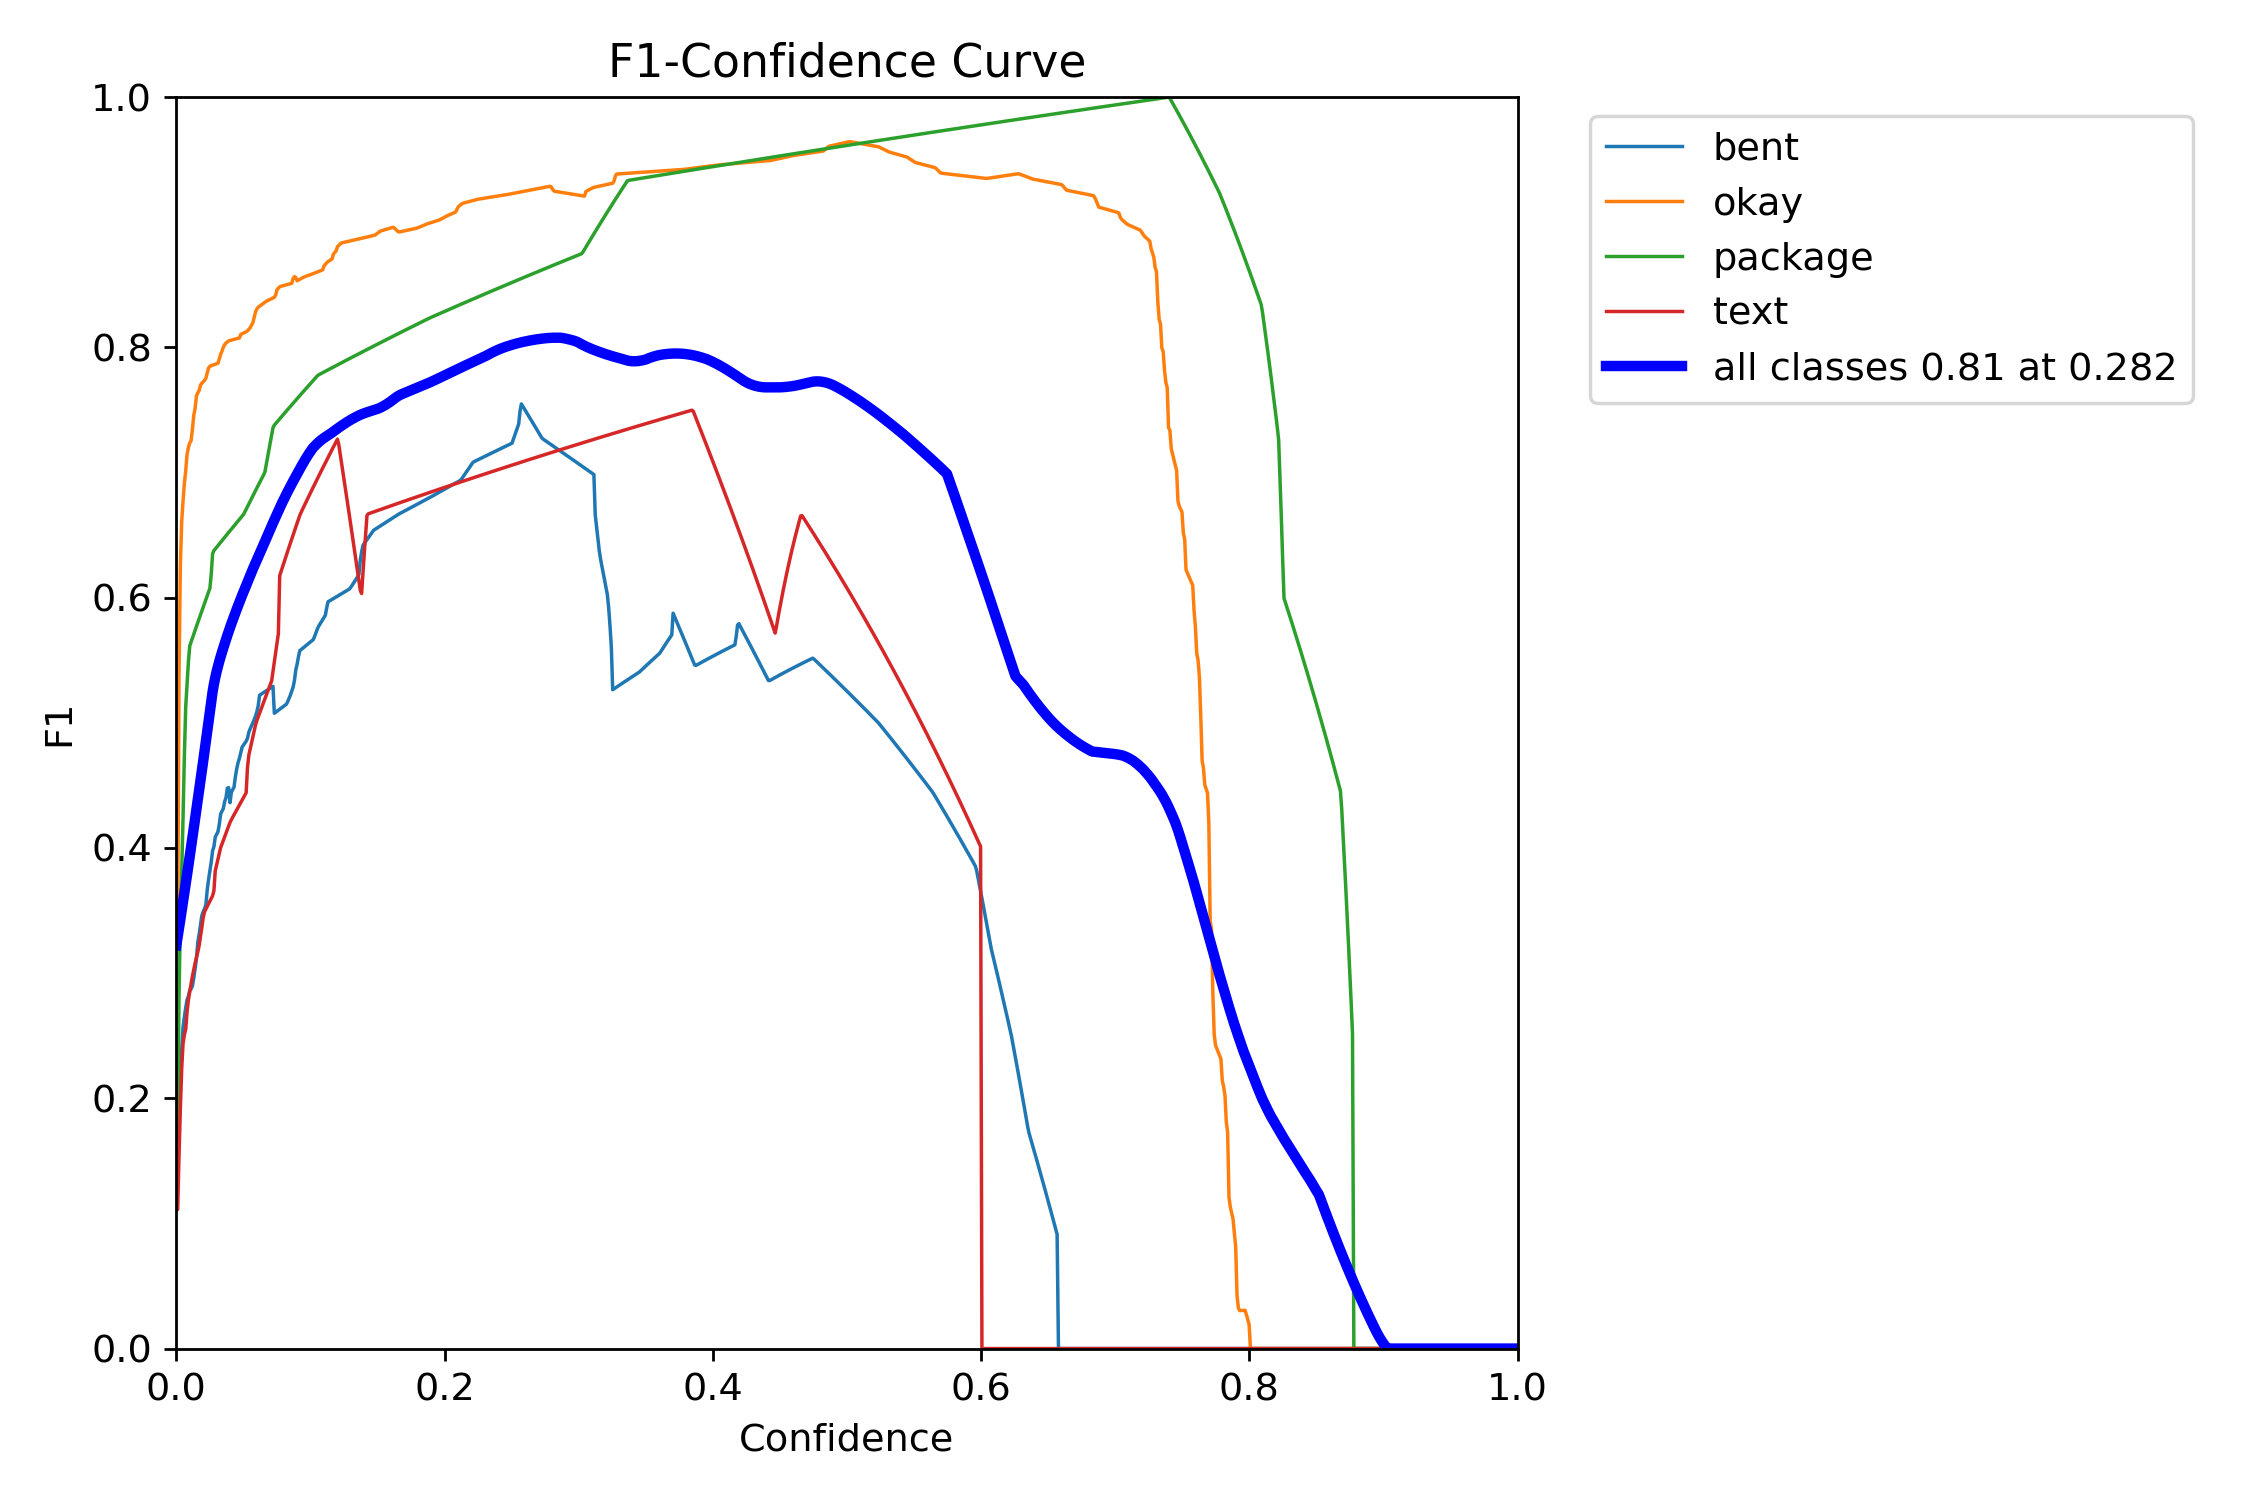 F1-Confidence Curve
1.0
0.8
0.6
0.4
0.2
0.0
F1
0.0 0.2 0.4 0.6 0.8 1.0
Confidence
bent
okay
package
text
all classes 0.81 at 0.282